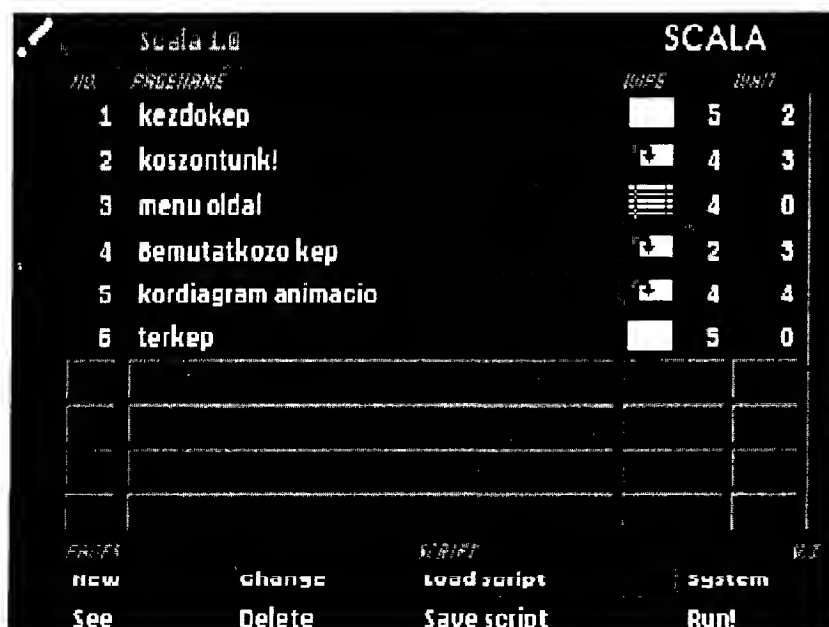 Scala 1.0 SCALA
NO. PAGENAME WIPE WAIT
1 kezdokep 5 2
2 koszontunk! 4 3
3 menu oldal 4 0
4 Bemutatkozo kep 2 3
5 kordiagram animacio 4 4
6 terkep 5 0
PAGES SCRIPT
New Change Load script System
See Delete Save script Run!